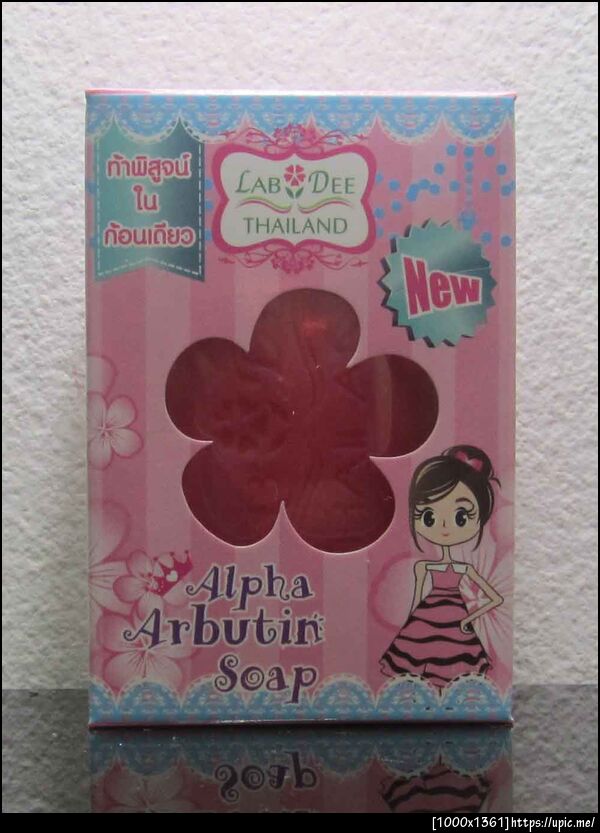 ท้าพิสูจน์
ใน
ก้อนเดียว
LAB DEE
THAILAND
New
Alpha
Arbutin
Soap
[1000x1361]https://upic.me/